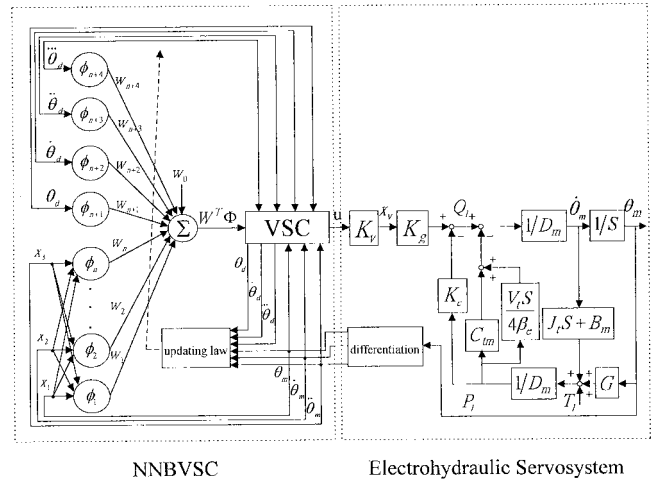 θ⃛_d
ϕ_{n+4}
W_{n+4}
θ̈_d
ϕ_{n+3}
W_{n+3}
θ̇_d
ϕ_{n+2}
W_{n+2}
W_0
θ_d
ϕ_{n+1}
W_{n+1}
Σ
W^T Φ
VSC
u
K_v
x_v
K_g
+
Q_l
+
−
−
1/D_m
θ̇_m
1/S
θ_m
x_3
ϕ_n
W_n
θ_d
θ̇_d
θ̈_d
K_c
+
+
C_tm
V_t S
4β_e
J_t S + B_m
x_2
ϕ_2
W_2
updating law
differentiation
x_1
ϕ_1
W_1
θ_m
θ̇_m
θ̈_m
P_l
1/D_m
+
+
+
T_l
G
NNBVSC
Electrohydraulic Servosystem